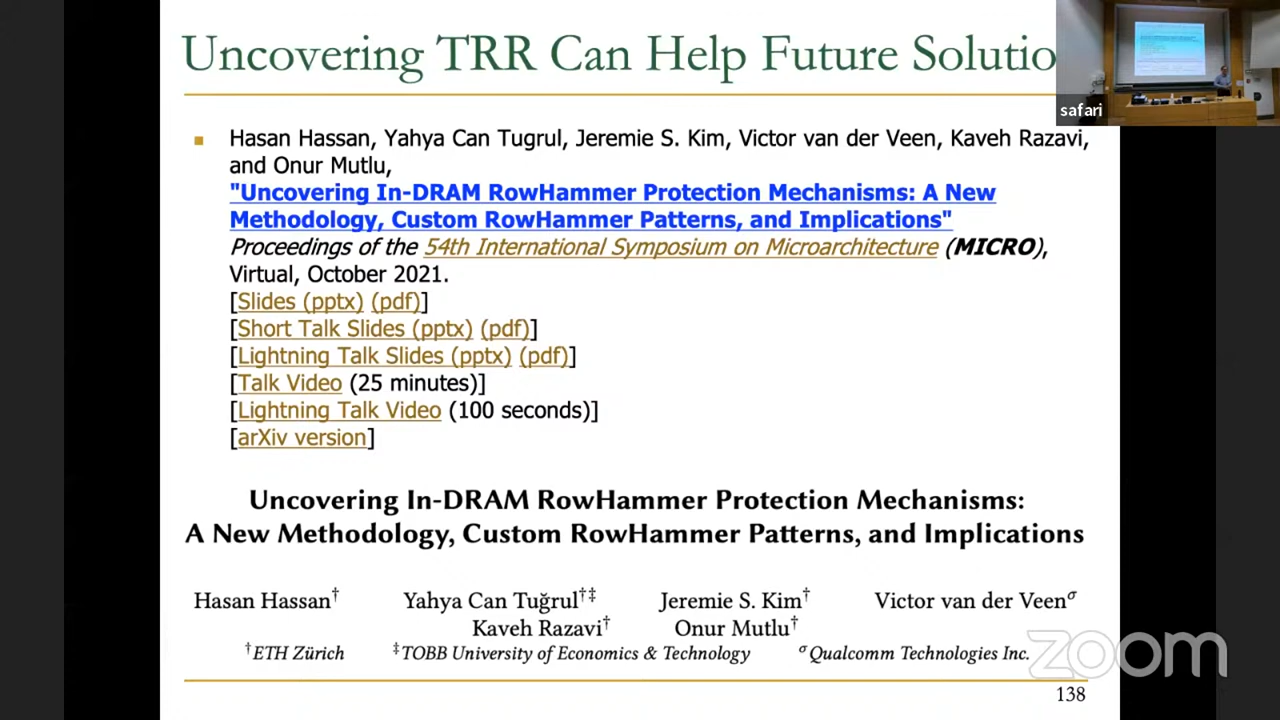 Uncovering TRR Can Help Future Solutio
safari
▪ Hasan Hassan, Yahya Can Tugrul, Jeremie S. Kim, Victor van der Veen, Kaveh Razavi,
and Onur Mutlu,
"Uncovering In-DRAM RowHammer Protection Mechanisms: A New
Methodology, Custom RowHammer Patterns, and Implications"
Proceedings of the 54th International Symposium on Microarchitecture (MICRO),
Virtual, October 2021.
[Slides (pptx) (pdf)]
[Short Talk Slides (pptx) (pdf)]
[Lightning Talk Slides (pptx) (pdf)]
[Talk Video (25 minutes)]
[Lightning Talk Video (100 seconds)]
[arXiv version]
Uncovering In-DRAM RowHammer Protection Mechanisms:
A New Methodology, Custom RowHammer Patterns, and Implications
Hasan Hassan† Yahya Can Tuğrul†‡ Jeremie S. Kim† Victor van der Veenσ
Kaveh Razavi† Onur Mutlu†
†ETH Zürich ‡TOBB University of Economics & Technology σQualcomm Technologies Inc.
zoom
138